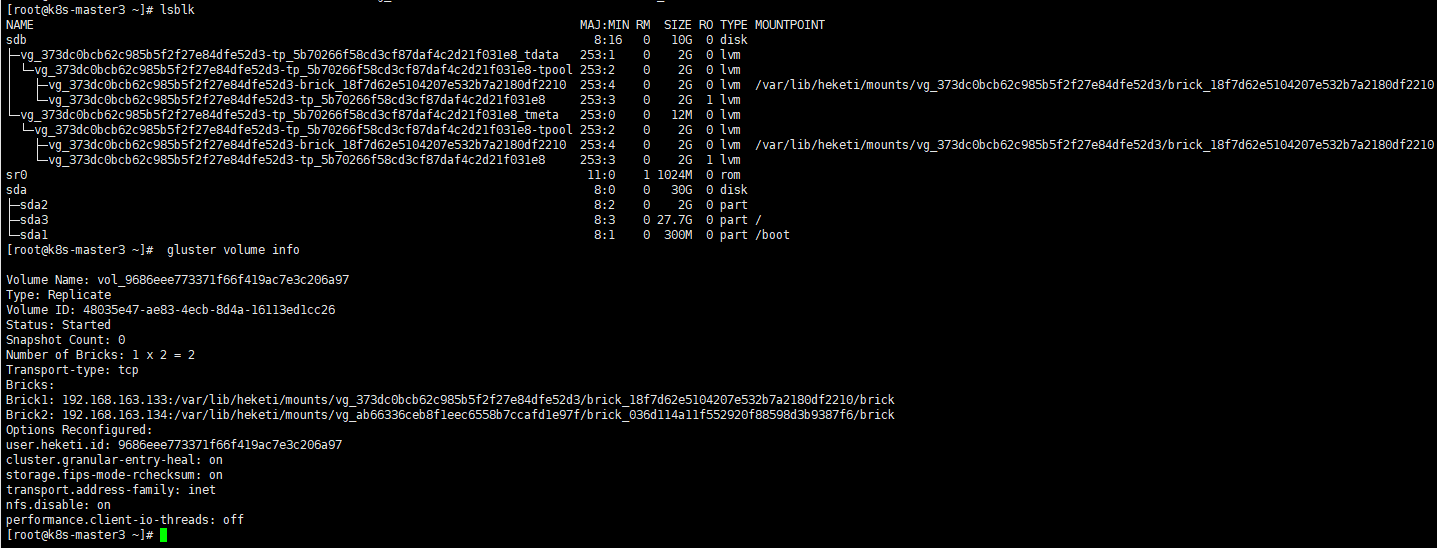 [root@k8s-master3 ~]# lsblk
NAME                                                                              MAJ:MIN RM  SIZE RO TYPE MOUNTPOINT
sdb                                                                                 8:16   0   10G  0 disk
├─vg_373dc0bcb62c985b5f2f27e84dfe52d3-tp_5b70266f58cd3cf87daf4c2d21f031e8_tdata   253:1    0    2G  0 lvm
│ └─vg_373dc0bcb62c985b5f2f27e84dfe52d3-tp_5b70266f58cd3cf87daf4c2d21f031e8-tpool 253:2    0    2G  0 lvm
│   ├─vg_373dc0bcb62c985b5f2f27e84dfe52d3-brick_18f7d62e5104207e532b7a2180df2210  253:4    0    2G  0 lvm  /var/lib/heketi/mounts/vg_373dc0bcb62c985b5f2f27e84dfe52d3/brick_18f7d62e5104207e532b7a2180df2210
│   └─vg_373dc0bcb62c985b5f2f27e84dfe52d3-tp_5b70266f58cd3cf87daf4c2d21f031e8     253:3    0    2G  1 lvm
└─vg_373dc0bcb62c985b5f2f27e84dfe52d3-tp_5b70266f58cd3cf87daf4c2d21f031e8_tmeta   253:0    0   12M  0 lvm
  └─vg_373dc0bcb62c985b5f2f27e84dfe52d3-tp_5b70266f58cd3cf87daf4c2d21f031e8-tpool 253:2    0    2G  0 lvm
    ├─vg_373dc0bcb62c985b5f2f27e84dfe52d3-brick_18f7d62e5104207e532b7a2180df2210  253:4    0    2G  0 lvm  /var/lib/heketi/mounts/vg_373dc0bcb62c985b5f2f27e84dfe52d3/brick_18f7d62e5104207e532b7a2180df2210
    └─vg_373dc0bcb62c985b5f2f27e84dfe52d3-tp_5b70266f58cd3cf87daf4c2d21f031e8     253:3    0    2G  1 lvm
sr0                                                                                11:0    1 1024M  0 rom
sda                                                                                 8:0    0   30G  0 disk
├─sda2                                                                              8:2    0    2G  0 part
├─sda3                                                                              8:3    0 27.7G  0 part /
└─sda1                                                                              8:1    0  300M  0 part /boot
[root@k8s-master3 ~]#  gluster volume info
Volume Name: vol_9686eee773371f66f419ac7e3c206a97
Type: Replicate
Volume ID: 48035e47-ae83-4ecb-8d4a-16113ed1cc26
Status: Started
Snapshot Count: 0
Number of Bricks: 1 x 2 = 2
Transport-type: tcp
Bricks:
Brick1: 192.168.163.133:/var/lib/heketi/mounts/vg_373dc0bcb62c985b5f2f27e84dfe52d3/brick_18f7d62e5104207e532b7a2180df2210/brick
Brick2: 192.168.163.134:/var/lib/heketi/mounts/vg_ab66336ceb8f1eec6558b7ccafd1e97f/brick_036d114a11f552920f88598d3b9387f6/brick
Options Reconfigured:
user.heketi.id: 9686eee773371f66f419ac7e3c206a97
cluster.granular-entry-heal: on
storage.fips-mode-rchecksum: on
transport.address-family: inet
nfs.disable: on
performance.client-io-threads: off
[root@k8s-master3 ~]#